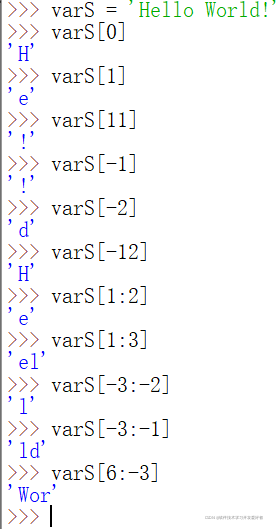 >>> varS = 'Hello World!'
>>> varS[0]
'H'
>>> varS[1]
'e'
>>> varS[11]
'!'
>>> varS[-1]
'!'
>>> varS[-2]
'd'
>>> varS[-12]
'H'
>>> varS[1:2]
'e'
>>> varS[1:3]
'el'
>>> varS[-3:-2]
'l'
>>> varS[-3:-1]
'ld'
>>> varS[6:-3]
'Wor'
>>>